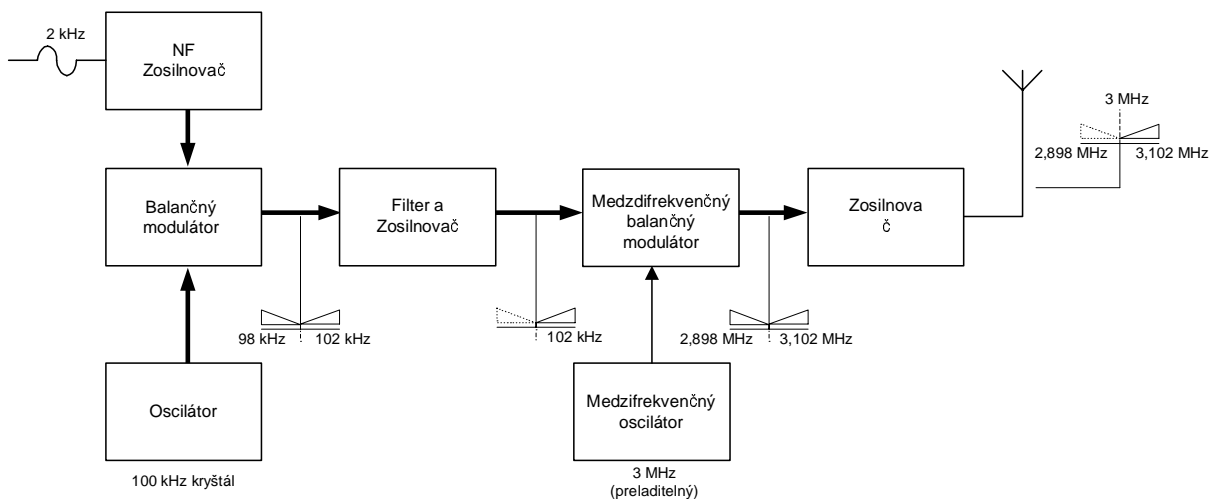 2 kHz
NF
Zosilnovač
3 MHz
2,898 MHz
3,102 MHz
Balančný
modulátor
Filter a
Zosilnovač
Medzdifrekvenčný
balančný
modulátor
Zosilnova
č
98 kHz
102 kHz
102 kHz
2,898 MHz
3,102 MHz
Oscilátor
Medzifrekvenčný
oscilátor
100 kHz kryštál
3 MHz
(preladitelný)